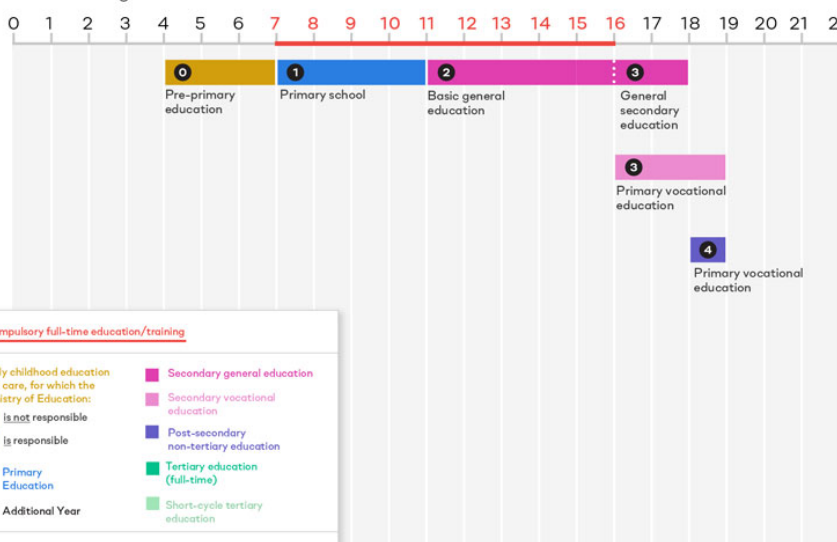 0 1 2 3 4 5 6 7 8 9 10 11 12 13 14 15 16 17 18 19 20 21 2
0 1 2 3
Pre-primary
education
Primary school
Basic general
education
General
secondary
education
3
Primary vocational
education
4
Primary vocational
education
mpulsory full-time education/training
ly childhood education
care, for which the
istry of Education:
is not responsible
is responsible
Primary
Education
Additional Year
Secondary general education
Secondary vocational
education
Post-secondary
non-tertiary education
Tertiary education
(full-time)
Short-cycle tertiary
education